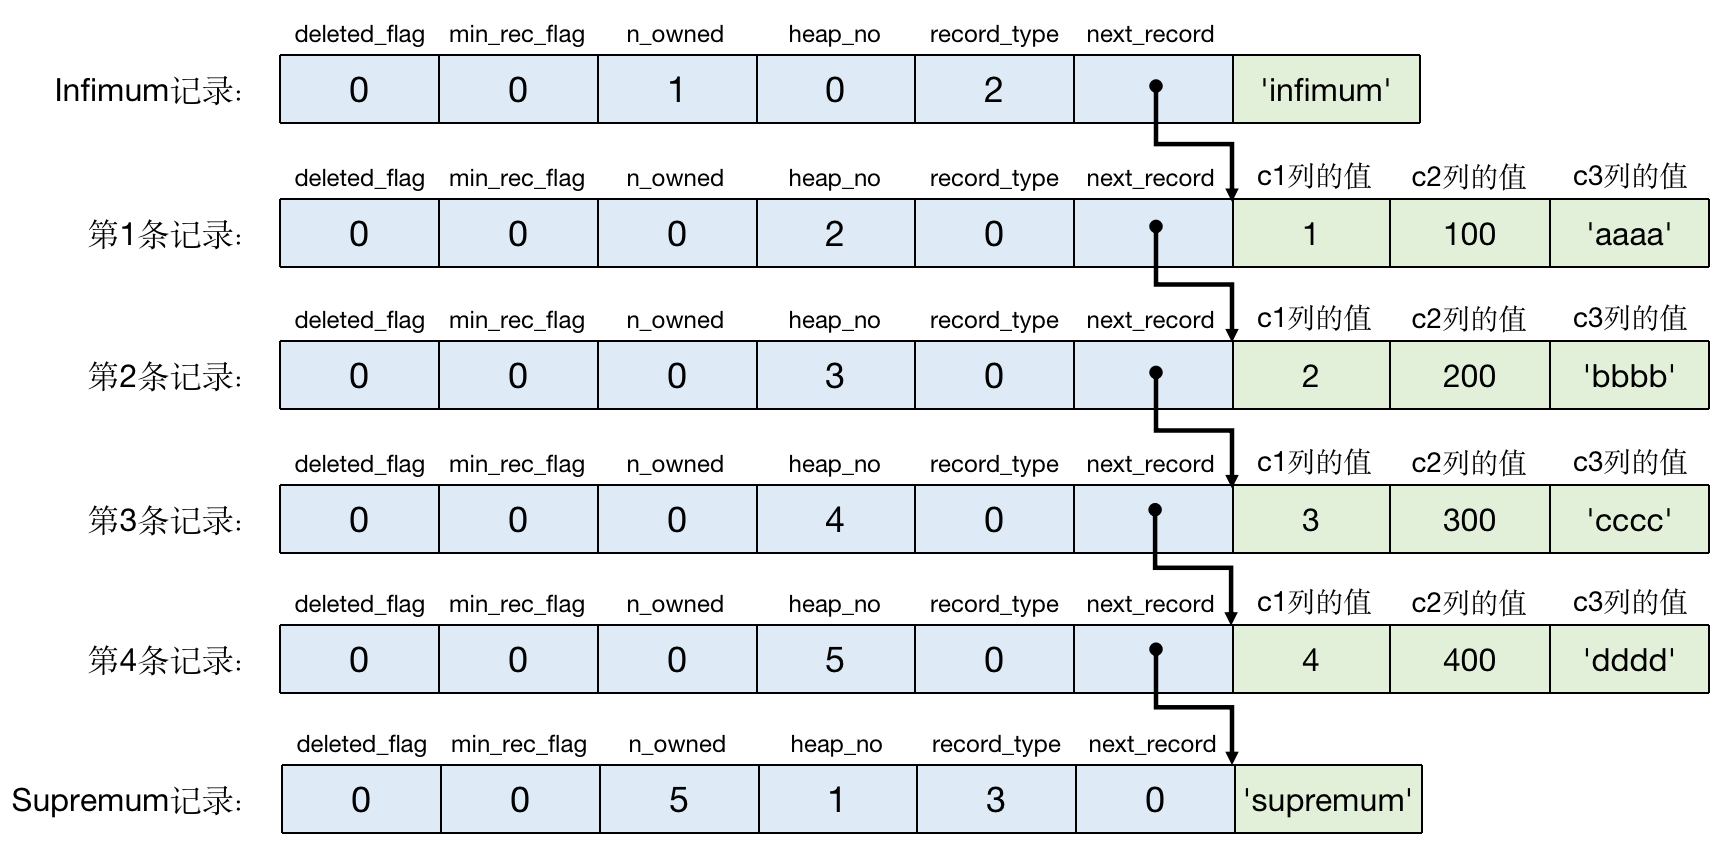 deleted_flag min_rec_flag n_owned heap_no record_type next_record
Infimum记录: 0 0 1 0 2 'infimum'
deleted_flag min_rec_flag n_owned heap_no record_type next_record c1列的值 c2列的值 c3列的值
第1条记录: 0 0 0 2 0 1 100 'aaaa'
deleted_flag min_rec_flag n_owned heap_no record_type next_record c1列的值 c2列的值 c3列的值
第2条记录: 0 0 0 3 0 2 200 'bbbb'
deleted_flag min_rec_flag n_owned heap_no record_type next_record c1列的值 c2列的值 c3列的值
第3条记录: 0 0 0 4 0 3 300 'cccc'
deleted_flag min_rec_flag n_owned heap_no record_type next_record c1列的值 c2列的值 c3列的值
第4条记录: 0 0 0 5 0 4 400 'dddd'
deleted_flag min_rec_flag n_owned heap_no record_type next_record
Supremum记录: 0 0 5 1 3 0 'supremum'